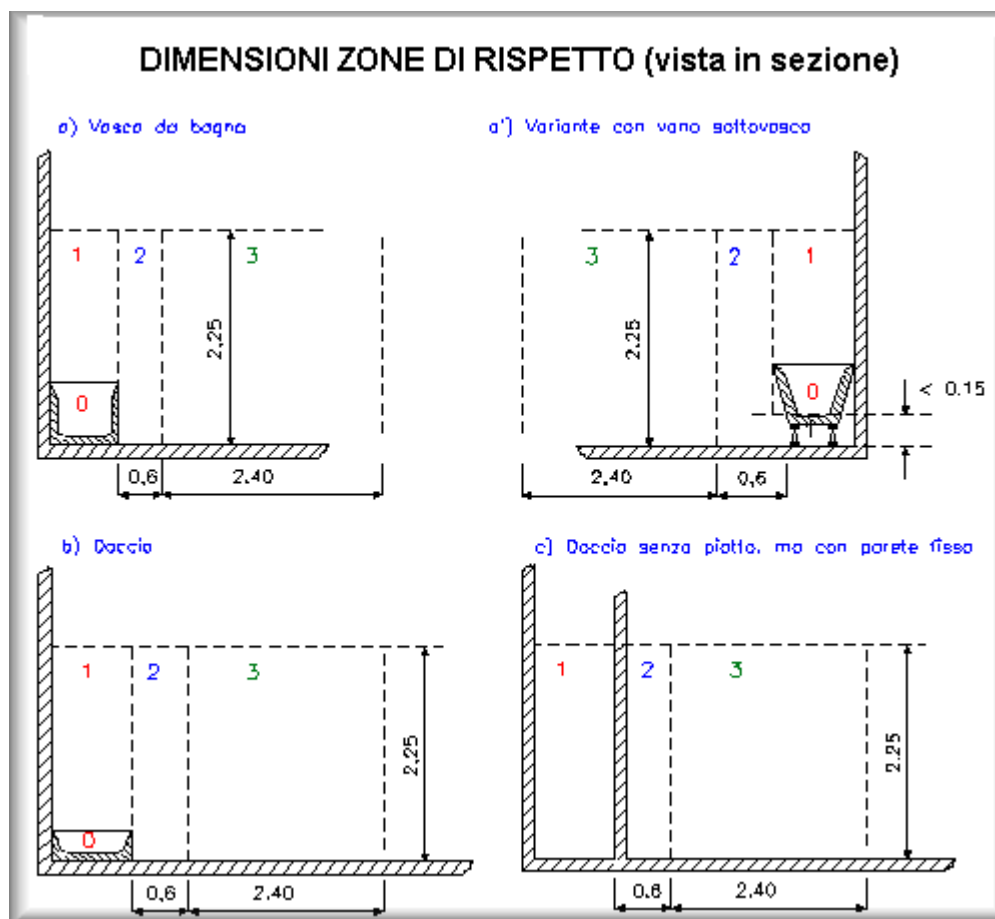 DIMENSIONI ZONE DI RISPETTO (vista in sezione)
a) Vasca da bagno
a') Variante con vano sottovasca
1 2 3
3 2 1
2.25
2.25
0
0
< 0.15
0.6 2.40
2.40 0.6
b) Doccia
c) Doccia senza piatto, ma con parete fissa
1 2 3
1 2 3
2.25
2.25
0
0.6 2.40
0.6 2.40